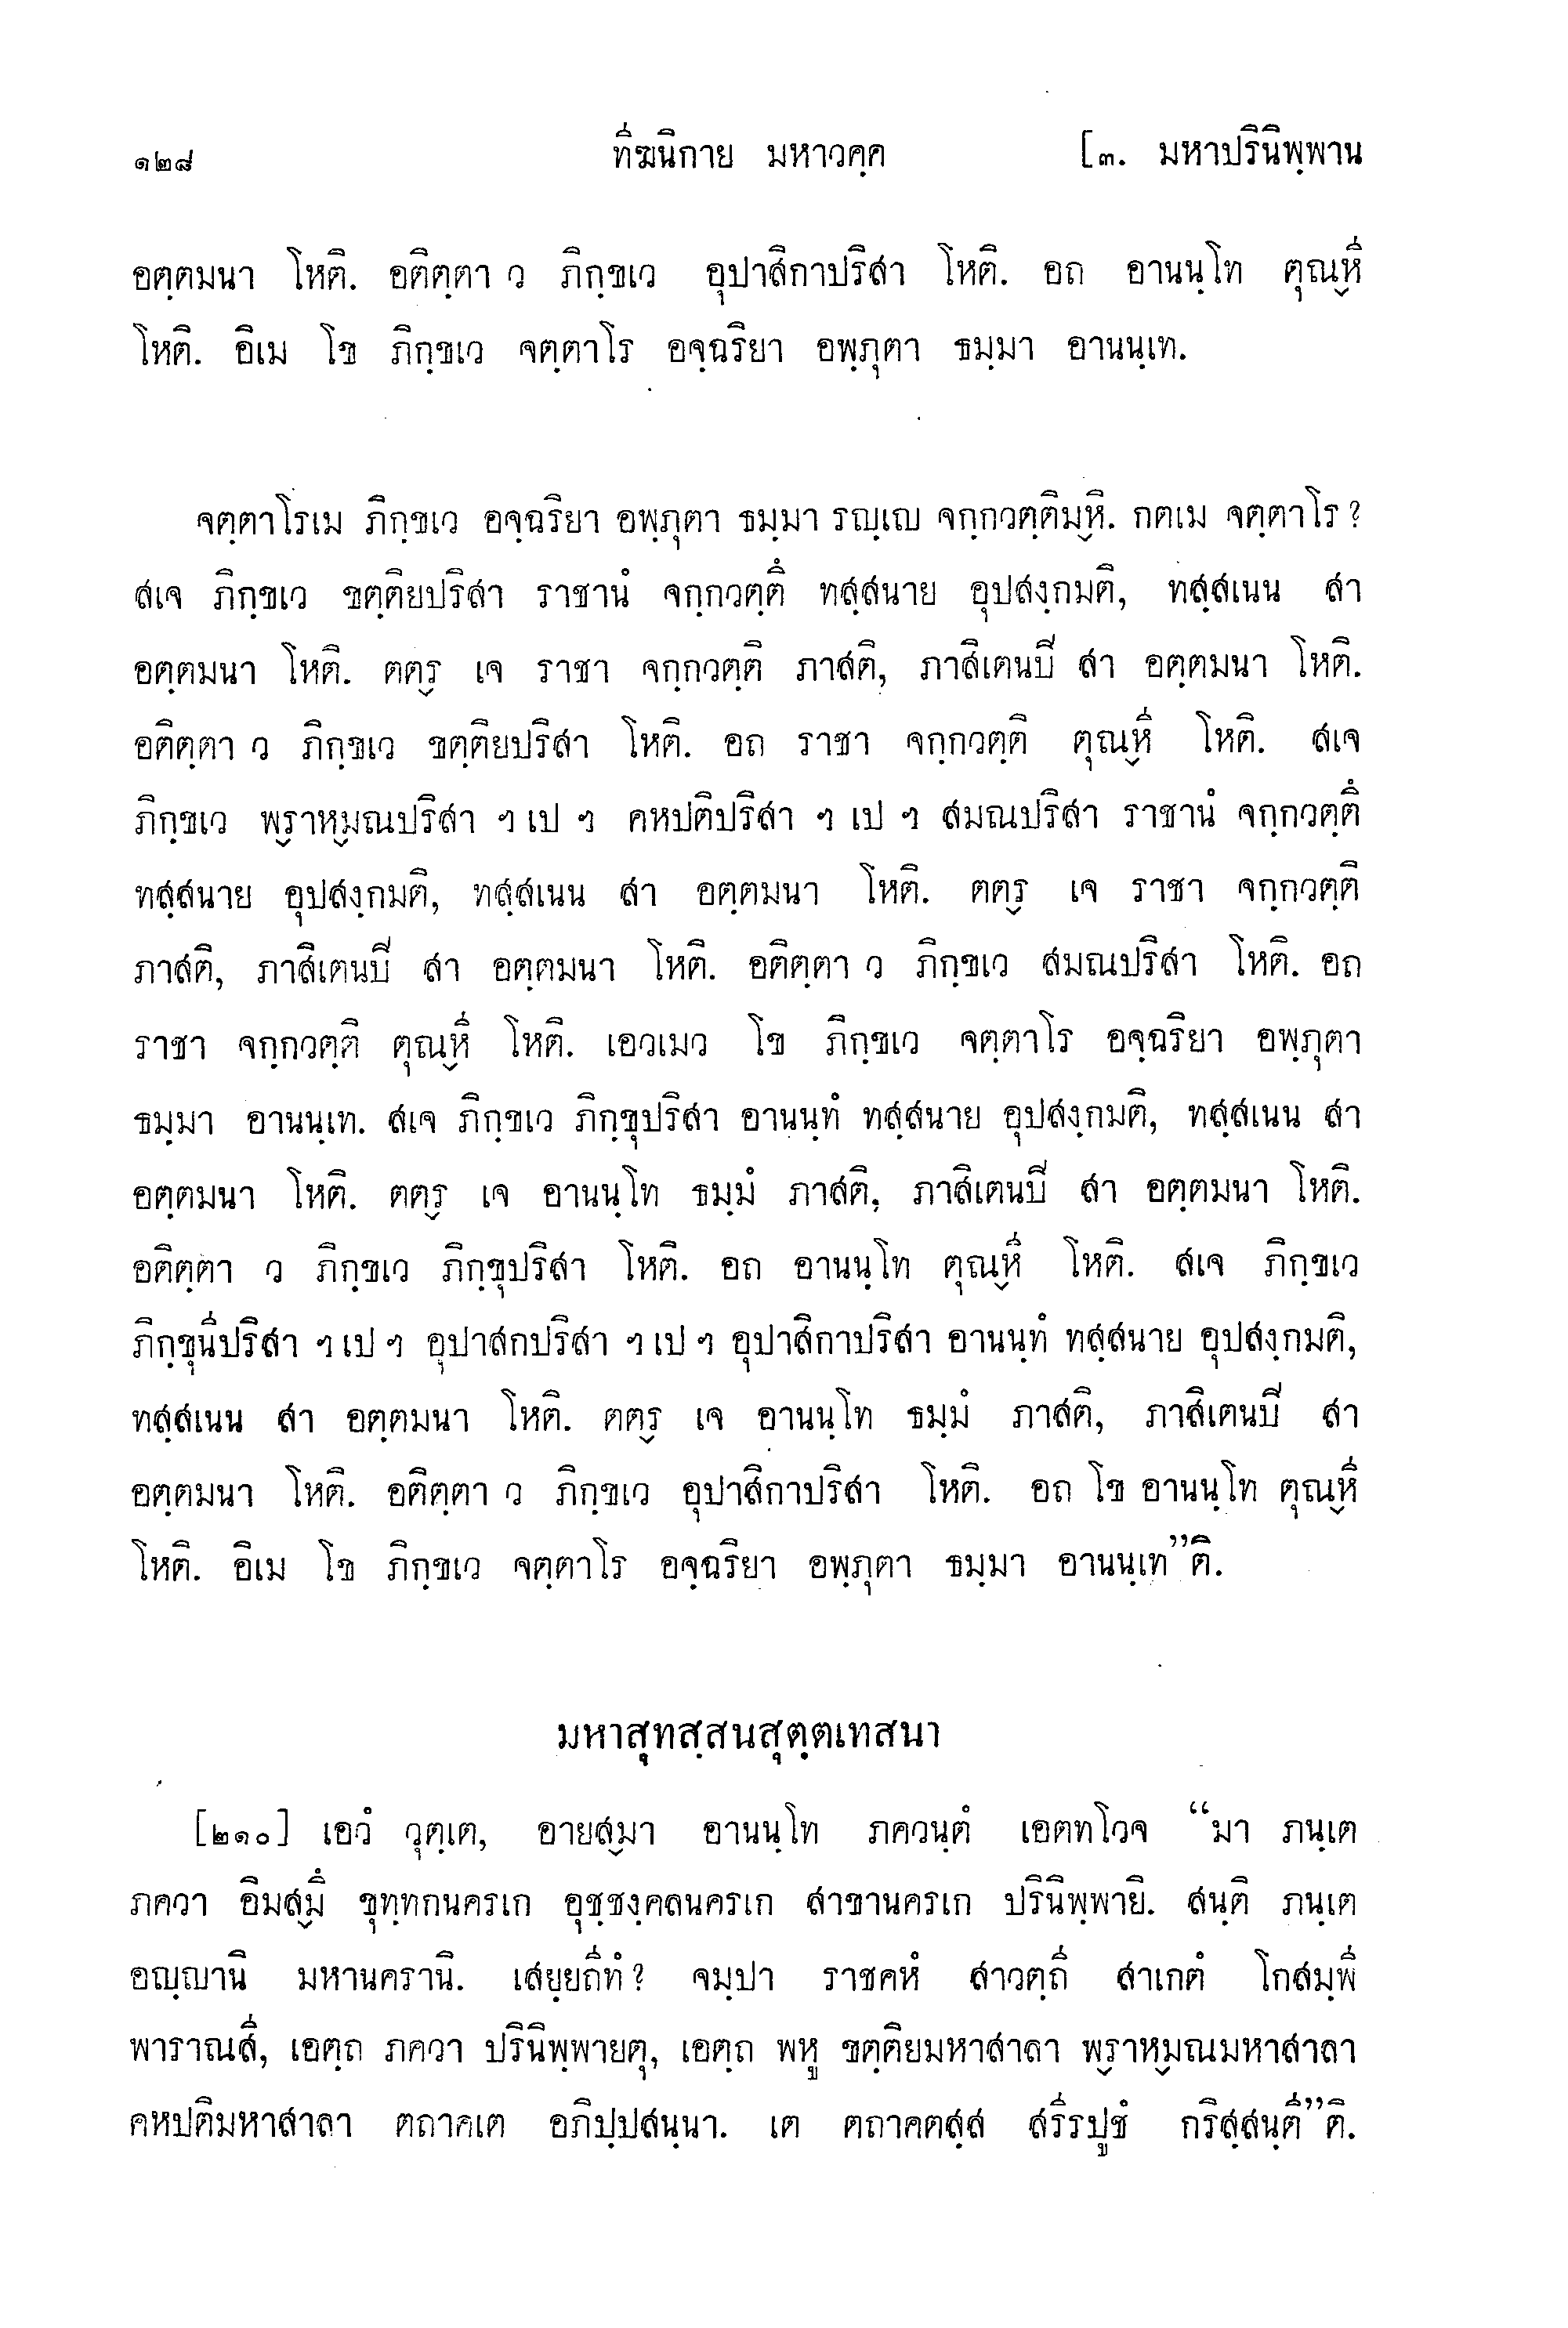 ๑๒๘ ทีฆนิกาย มหาวคฺค [๓. มหาปรินิพฺพาน
อตฺตมนา โหติ. อติตฺตา ว ภิกฺขเว อุปาสิกาปริสา โหติ. อถ อานนฺโท ตุณฺหี
โหติ. อิเม โข ภิกฺขเว จตฺตาโร อจฺฉริยา อพฺภุตา ธมฺมา อานนฺเท.
จตฺตาโรเม ภิกฺขเว อจฺฉริยา อพฺภุตา ธมฺมา รญฺเญ จกฺกวตฺติมฺหิ. กตเม จตฺตาโร ?
สเจ ภิกฺขเว ขตฺติยปริสา ราชานํ จกฺกวตฺตึ ทสฺสนาย อุปสงฺกมติ, ทสฺสเนน สา
อตฺตมนา โหติ. ตตฺร เจ ราชา จกฺกวตฺติ ภาสติ, ภาสิเตนปี สา อตฺตมนา โหติ.
อติตฺตา ว ภิกฺขเว ขตฺติยปริสา โหติ. อถ ราชา จกฺกวตฺติ ตุณฺหี โหติ. สเจ
ภิกฺขเว พฺราหฺมณปริสา ฯ เป ฯ คหปติปริสา ฯ เป ฯ สมณปริสา ราชานํ จกฺกวตฺตึ
ทสฺสนาย อุปสงฺกมติ, ทสฺสเนน สา อตฺตมนา โหติ. ตตฺร เจ ราชา จกฺกวตฺติ
ภาสติ, ภาสิเตนปี สา อตฺตมนา โหติ. อติตฺตา ว ภิกฺขเว สมณปริสา โหติ. อถ
ราชา จกฺกวตฺติ ตุณฺหี โหติ. เอวเมว โข ภิกฺขเว จตฺตาโร อจฺฉริยา อพฺภุตา
ธมฺมา อานนฺเท. สเจ ภิกฺขเว ภิกฺขุปริสา อานนฺทํ ทสฺสนาย อุปสงฺกมติ, ทสฺสเนน สา
อตฺตมนา โหติ. ตตฺร เจ อานนฺโท ธมฺมํ ภาสติ, ภาสิเตนปี สา อตฺตมนา โหติ.
อติตฺตา ว ภิกฺขเว ภิกฺขุปริสา โหติ. อถ อานนฺโท ตุณฺหี โหติ. สเจ ภิกฺขเว
ภิกฺขุนีปริสา ฯ เป ฯ อุปาสกปริสา ฯ เป ฯ อุปาสิกาปริสา อานนฺทํ ทสฺสนาย อุปสงฺกมติ,
ทสฺสเนน สา อตฺตมนา โหติ. ตตฺร เจ อานนฺโท ธมฺมํ ภาสติ, ภาสิเตนปี สา
อตฺตมนา โหติ. อติตฺตา ว ภิกฺขเว อุปาสิกาปริสา โหติ. อถ โข อานนฺโท ตุณฺหี
โหติ. อิเม โข ภิกฺขเว จตฺตาโร อจฺฉริยา อพฺภุตา ธมฺมา อานนฺเท”ติ.
มหาสุทสฺสนสุตฺตเทสนา
[๒๑๐] เอวํ วุตฺเต, อายสฺมา อานนฺโท ภควนฺตํ เอตทโวจ “มา ภนฺเต
ภควา อิมสฺมึ ขุทฺทกนครเก อุชฺชงฺคลนครเก สาขานครเก ปรินิพฺพายิ. สนฺติ ภนฺเต
อญฺญานิ มหานครานิ. เสยฺยถีทํ ? จมฺปา ราชคหํ สาวตฺถี สาเกตํ โกสมฺพี
พาราณสี, เอตฺถ ภควา ปรินิพฺพายตุ, เอตฺถ พหู ขตฺติยมหาสาลา พฺราหฺมณมหาสาลา
คหปติมหาสาลา ตถาคเต อภิปฺปสนฺนา. เต ตถาคตสฺส สรีรปูชํ กริสฺสนฺตี”ติ.